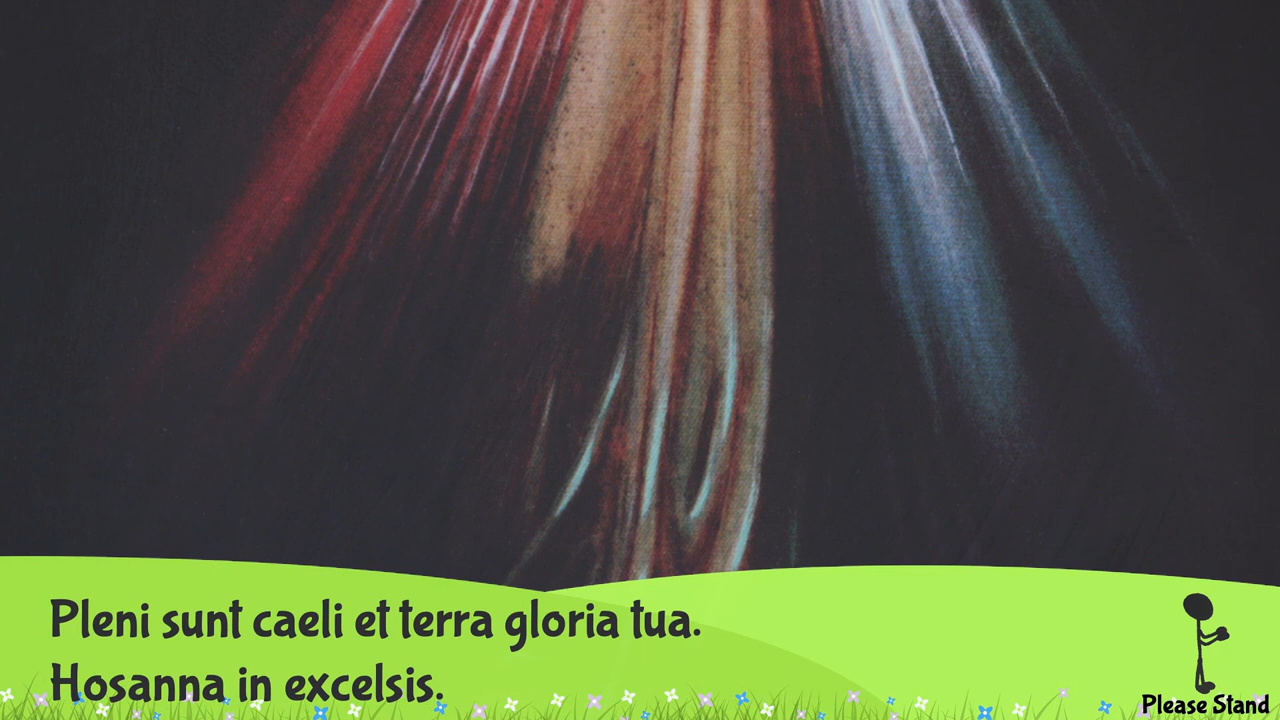 Pleni sunt caeli et terra gloria tua.
Hosanna in excelsis.
Please Stand